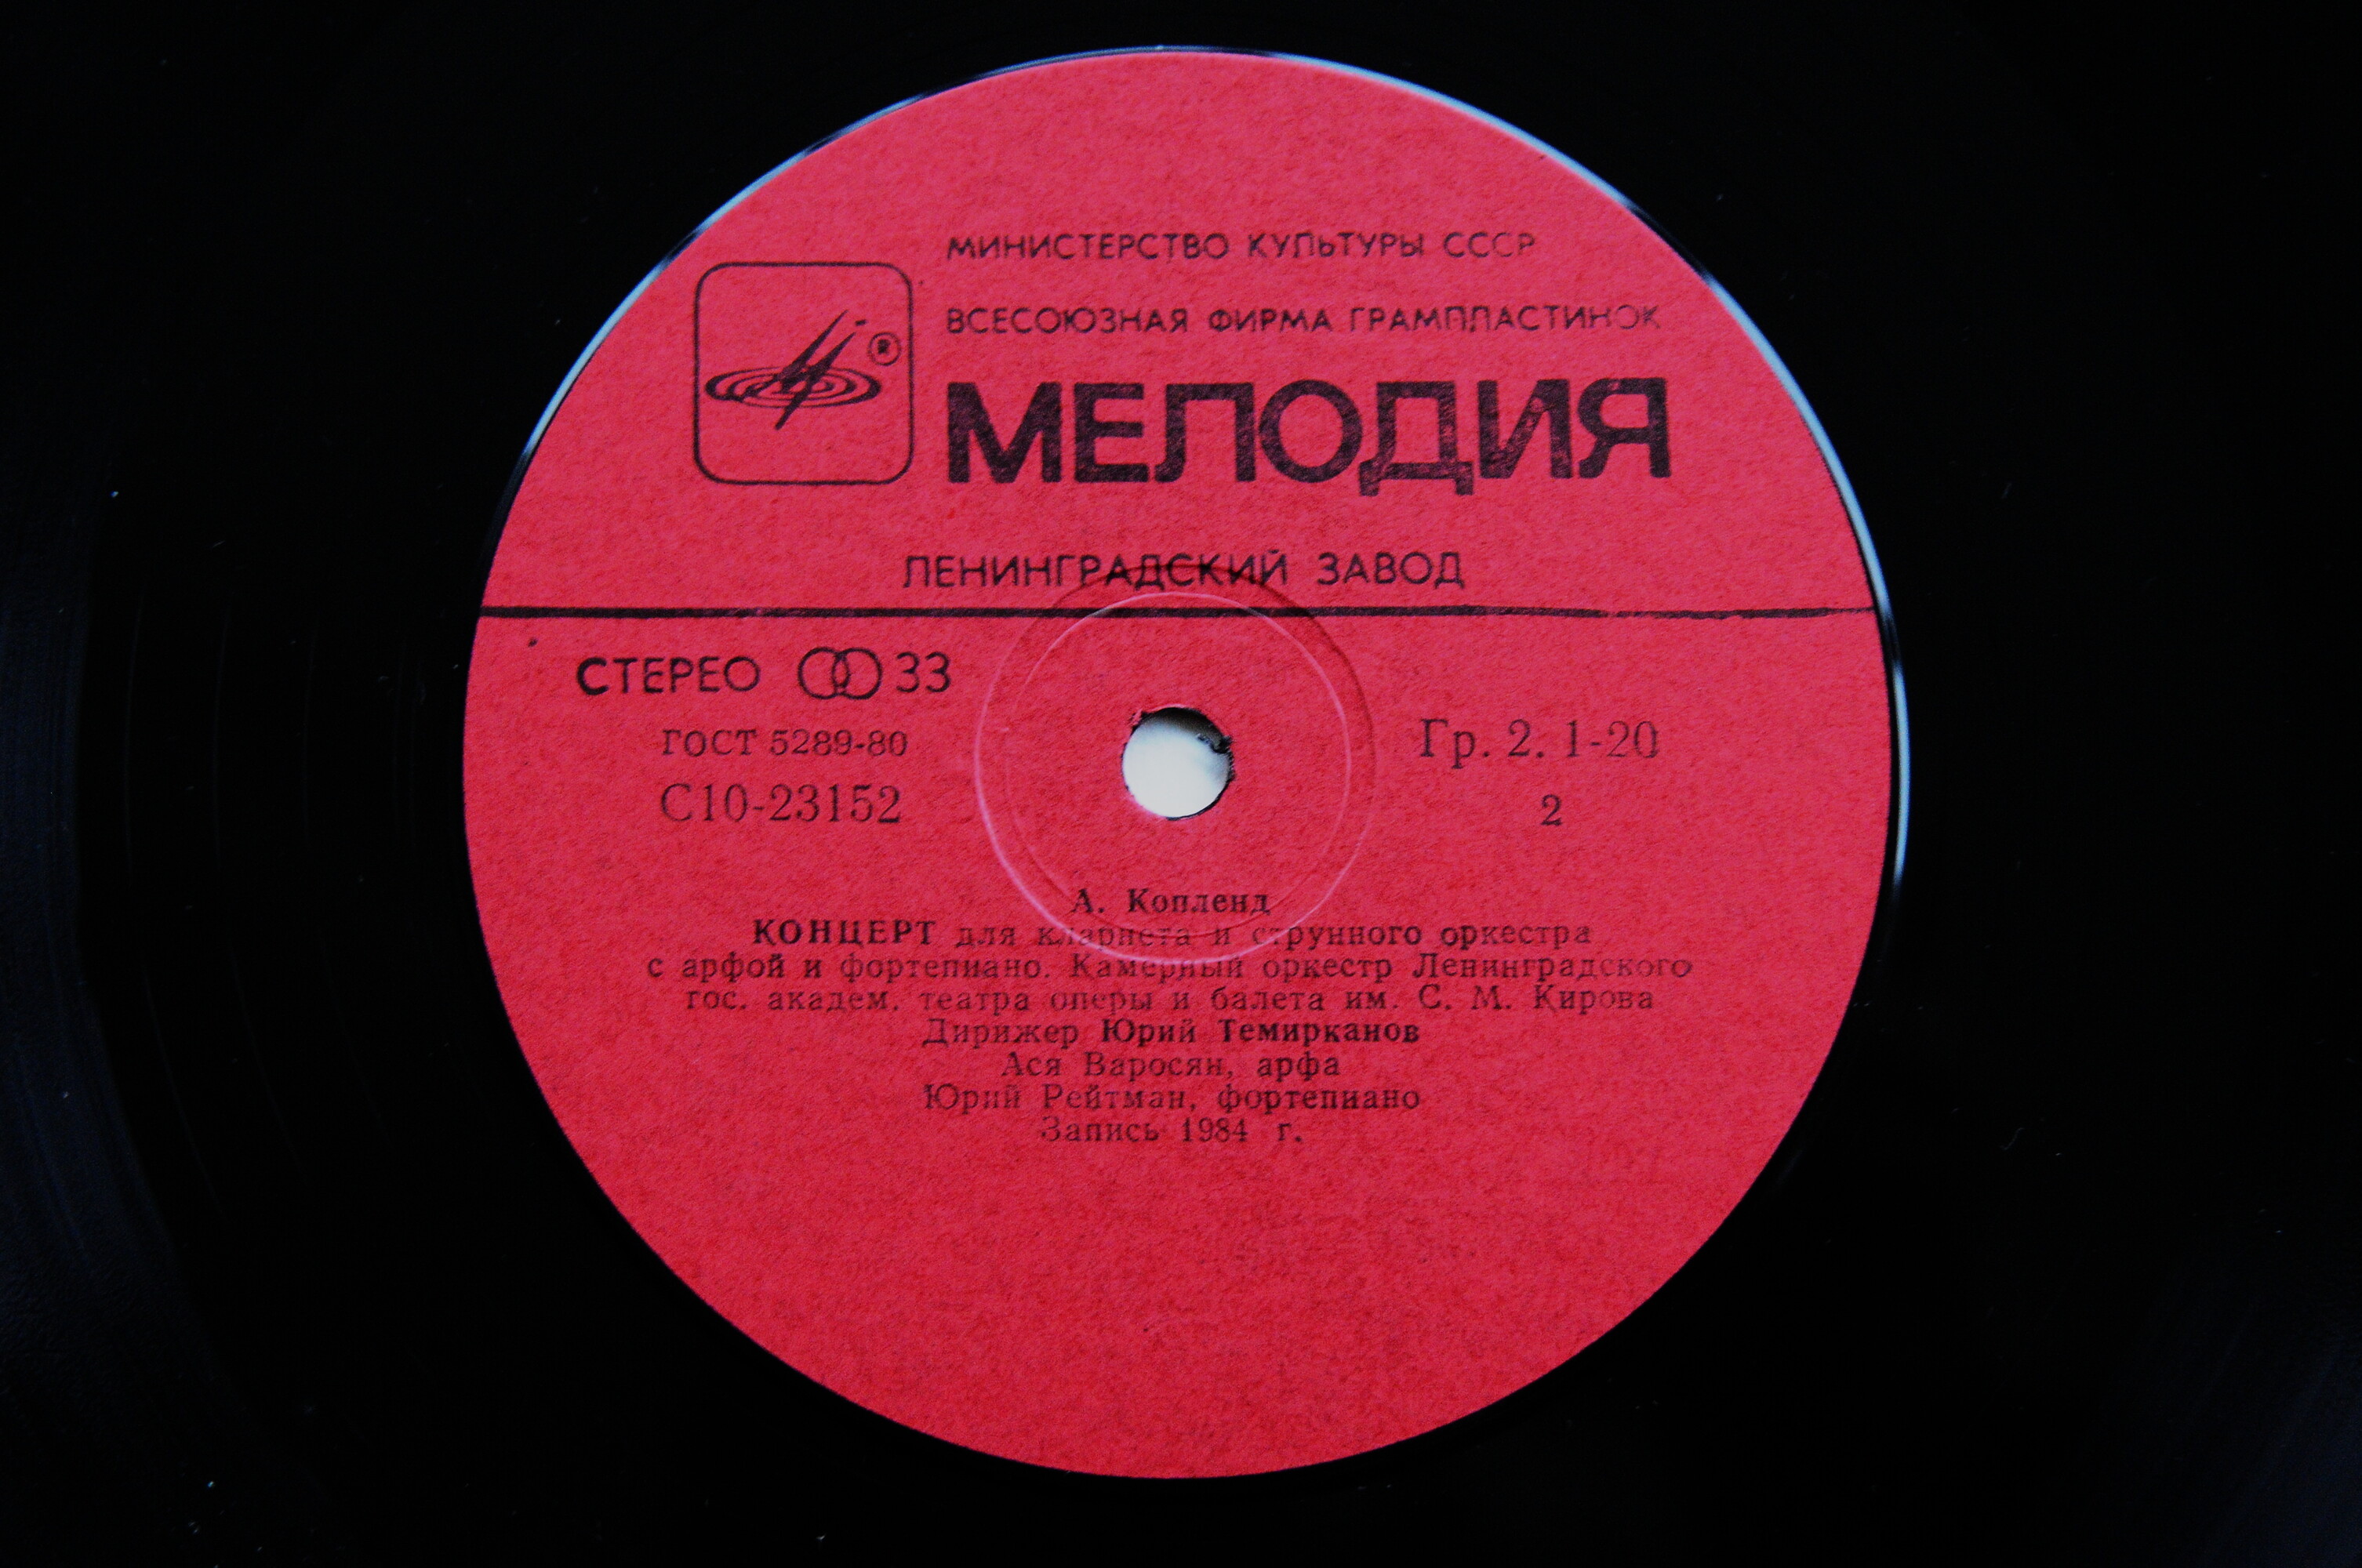 МИНИСТЕРСТВО КУЛЬТУРЫ СССР
ВСЕСОЮЗНАЯ ФИРМА ГРАМПЛАСТИНОК
®
МЕЛОДИЯ
ЛЕНИНГРАДСКИЙ ЗАВОД
СТЕРЕО 33
ГОСТ 5289-80
С10-23152
Гр. 2. 1-20
2
А. Копленд
КОНЦЕРТ для кларнета и струнного оркестра
с арфой и фортепиано. Камерный оркестр Ленинградского
гос. академ. театра оперы и балета им. С. М. Кирова
Дирижер Юрий Темирканов
Ася Варосян, арфа
Юрий Рейтман, фортепиано
Запись 1984 г.